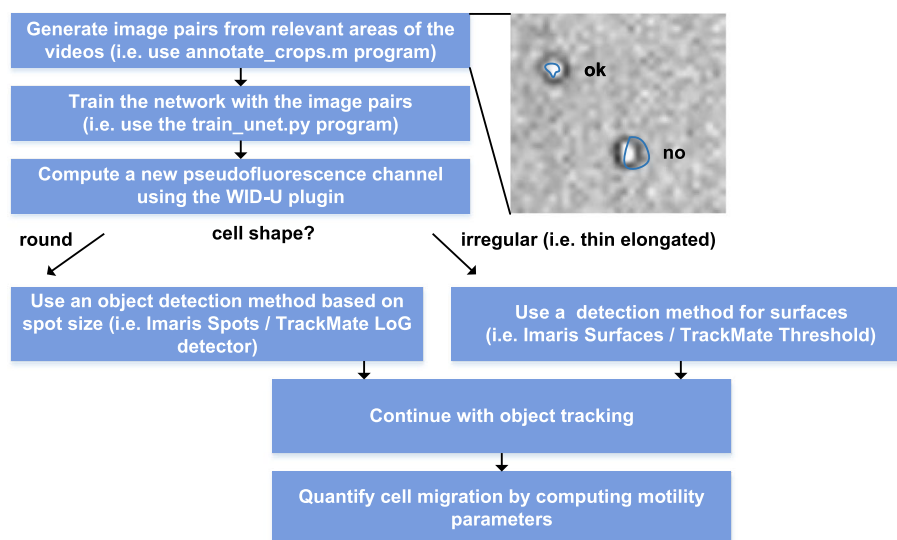 Generate image pairs from relevant areas of the
videos (i.e. use annotate_crops.m program)
ok
no
Train the network with the image pairs
(i.e. use the train_unet.py program)
Compute a new pseudofluorescence channel
using the WID-U plugin
cell shape?
round
irregular (i.e. thin elongated)
Use an object detection method based on
spot size (i.e. Imaris Spots / TrackMate LoG
detector)
Use a detection method for surfaces
(i.e. Imaris Surfaces / TrackMate Threshold)
Continue with object tracking
Quantify cell migration by computing motility
parameters